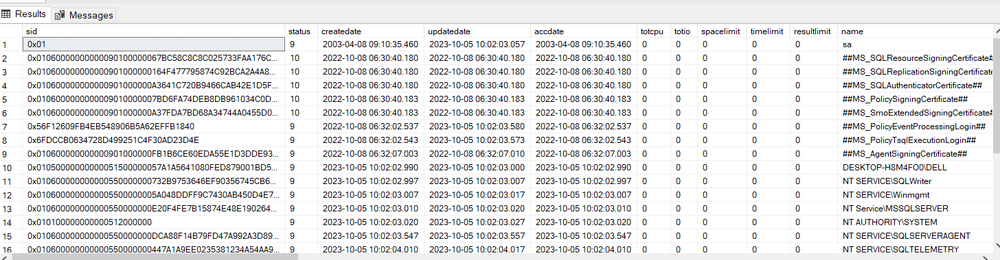 Results Messages
sid status createdate updatedate accdate totcpu totio spacelimit timelimit resultlimit name
1 0x01 9 2003-04-08 09:10:35.460 2023-10-05 10:02:03.057 2003-04-08 09:10:35.460 0 0 0 0 0 sa
2 0x01060000000000090100000067BC58C8C8C025733FAA176C... 10 2022-10-08 06:30:40.180 2022-10-08 06:30:40.180 2022-10-08 06:30:40.180 0 0 0 0 0 ##MS_SQLResourceSigningCertificate#
3 0x010600000000000901000000164F477795874C92BCA2A4A8... 10 2022-10-08 06:30:40.180 2022-10-08 06:30:40.180 2022-10-08 06:30:40.180 0 0 0 0 0 ##MS_SQLReplicationSigningCertificate
4 0x010600000000000901000000A3641C720B9466CAB42E1D5F... 10 2022-10-08 06:30:40.180 2022-10-08 06:30:40.180 2022-10-08 06:30:40.180 0 0 0 0 0 ##MS_SQLAuthenticatorCertificate##
5 0x0106000000000009010000007BD6FA74DEB8DB961034C0D... 10 2022-10-08 06:30:40.183 2022-10-08 06:30:40.183 2022-10-08 06:30:40.183 0 0 0 0 0 ##MS_PolicySigningCertificate##
6 0x010600000000000901000000A37FDA7BD68A34744A0455D0... 10 2022-10-08 06:30:40.183 2022-10-08 06:30:40.183 2022-10-08 06:30:40.183 0 0 0 0 0 ##MS_SmoExtendedSigningCertificate#
7 0x56F12609FB4EB548906B5A62EFFB1840 9 2022-10-08 06:32:02.537 2023-10-05 10:02:03.580 2022-10-08 06:32:02.537 0 0 0 0 0 ##MS_PolicyEventProcessingLogin##
8 0x6FDCCB0634728D499251C4F30AD23D4E 9 2022-10-08 06:32:02.543 2023-10-05 10:02:03.573 2022-10-08 06:32:02.543 0 0 0 0 0 ##MS_PolicyTsqlExecutionLogin##
9 0x010600000000000901000000FB1B6CE60EDA55E1D3DDE93... 9 2022-10-08 06:32:07.003 2022-10-08 06:32:07.010 2022-10-08 06:32:07.003 0 0 0 0 0 ##MS_AgentSigningCertificate##
10 0x01050000000000051500000057A1A5641080FED879001BD5... 9 2023-10-05 10:02:02.990 2023-10-05 10:02:03.000 2023-10-05 10:02:02.990 0 0 0 0 0 DESKTOP-H8M4FO0\DELL
11 0x010600000000000550000000732B9753646EF90356745CB6... 9 2023-10-05 10:02:02.997 2023-10-05 10:02:03.007 2023-10-05 10:02:02.997 0 0 0 0 0 NT SERVICE\SQLWriter
12 0x0106000000000005500000005A048DDFF9C7430AB450D4E7... 9 2023-10-05 10:02:03.007 2023-10-05 10:02:03.017 2023-10-05 10:02:03.007 0 0 0 0 0 NT SERVICE\Winmgmt
13 0x010600000000000550000000E20F4FE7B15874E48E190264... 9 2023-10-05 10:02:03.010 2023-10-05 10:02:03.020 2023-10-05 10:02:03.010 0 0 0 0 0 NT Service\MSSQLSERVER
14 0x010100000000000512000000 9 2023-10-05 10:02:03.020 2023-10-05 10:02:03.027 2023-10-05 10:02:03.020 0 0 0 0 0 NT AUTHORITY\SYSTEM
15 0x010600000000000550000000DCA88F14B79FD47A992A3D89... 9 2023-10-05 10:02:03.547 2023-10-05 10:02:03.557 2023-10-05 10:02:03.547 0 0 0 0 0 NT SERVICE\SQLSERVERAGENT
16 0x010600000000000550000000447A1A9EE0235381234A54AA9... 9 2023-10-05 10:02:04.010 2023-10-05 10:02:04.017 2023-10-05 10:02:04.010 0 0 0 0 0 NT SERVICE\SQLTELEMETRY